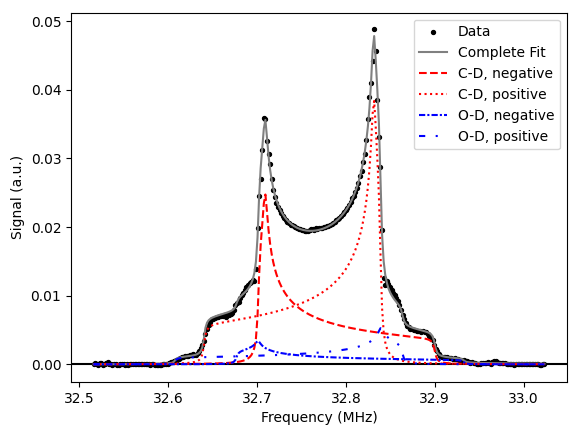 0.05
0.04
0.03
0.02
0.01
0.00
Signal (a.u.)
Data
Complete Fit
C-D, negative
C-D, positive
O-D, negative
O-D, positive
32.5 32.6 32.7 32.8 32.9 33.0
Frequency (MHz)